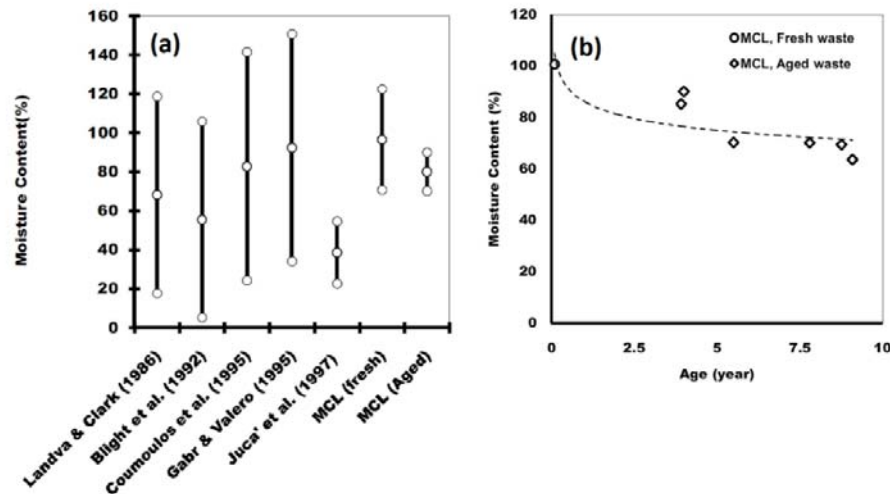 (a)
Moisture Content(%)
160
140
120
100
80
60
40
20
0
Landva & Clark (1986)
Blight et al. (1992)
Coumoulos et al. (1995)
Gabr & Valero (1995)
Juca' et al. (1997)
MCL (fresh)
MCL (Aged)
(b)
MCL, Fresh waste
MCL, Aged waste
Moisture Content (%)
120
100
80
60
40
20
0
0 2.5 5 7.5 10
Age (year)